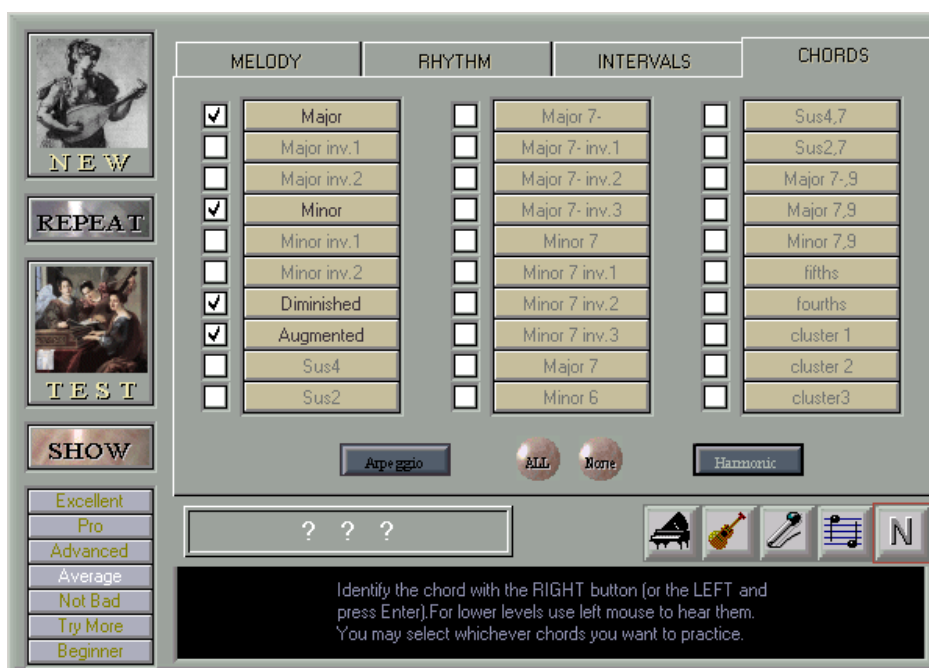 NEW
REPEAT
TEST
SHOW
Excellent
Pro
Advanced
Average
Not Bad
Try More
Beginner
MELODY
RHYTHM
INTERVALS
CHORDS
Major
Major inv.1
Major inv.2
Minor
Minor inv.1
Minor inv.2
Diminished
Augmented
Sus4
Sus2
Major 7-
Major 7- inv.1
Major 7- inv.2
Major 7- inv.3
Minor 7
Minor 7 inv.1
Minor 7 inv.2
Minor 7 inv.3
Major 7
Minor 6
Sus4,7
Sus2,7
Major 7-,9
Major 7,9
Minor 7,9
fifths
fourths
cluster 1
cluster 2
cluster3
Arpeggio
ALL
None
Harmonic
? ? ?
N
Identify the chord with the RIGHT button (or the LEFT and
press Enter).For lower levels use left mouse to hear them.
You may select whichever chords you want to practice.